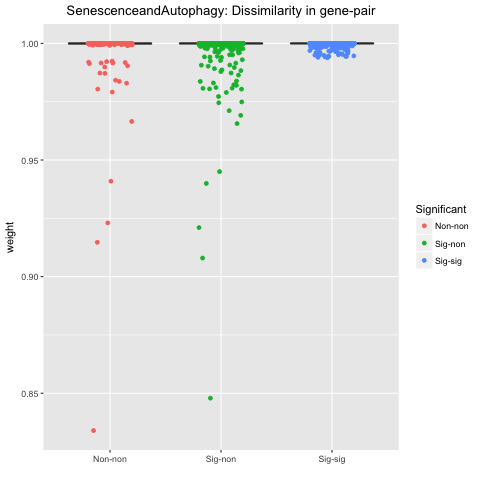 SenescenceandAutophagy: Dissimilarity in gene-pair
1.00
0.95
0.90
0.85
weight
Non-non
Sig-non
Sig-sig
Significant
Non-non
Sig-non
Sig-sig